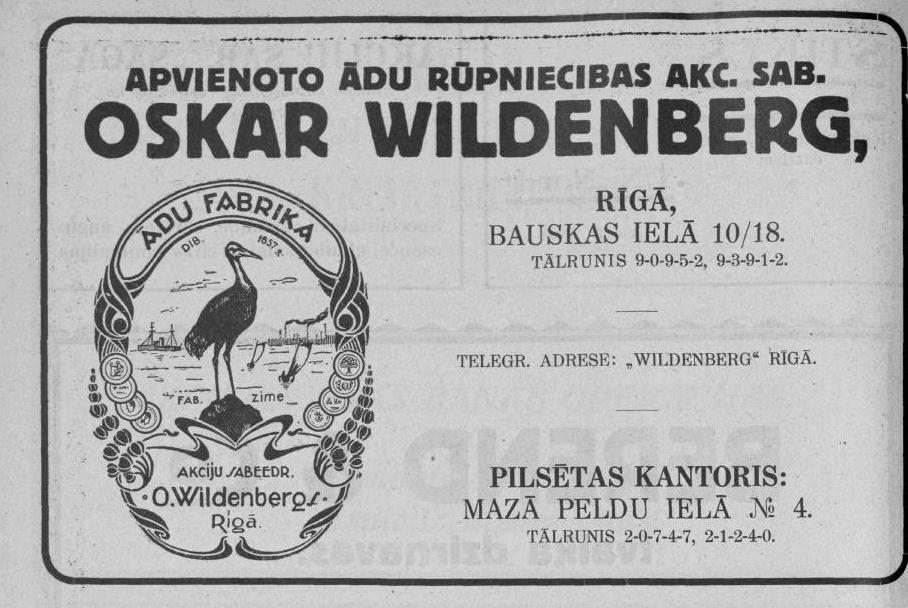 APVIENOTO ĀDU RŪPNIECIBAS AKC. SAB.
OSKAR WILDENBERG,
ĀDU FABRIKA
DIB. 1657.
FAB. zime
AKCIJU SABEEDR.
O. Wildenbergs
Rigā.
RĪGĀ,
BAUSKAS IELĀ 10/18.
TĀLRUNIS 9-0-9-5-2, 9-3-9-1-2.
TELEGR. ADRESE: „WILDENBERG“ RĪGĀ.
PILSĒTAS KANTORIS:
MAZĀ PELDU IELĀ № 4.
TĀLRUNIS 2-0-7-4-7, 2-1-2-4-0.